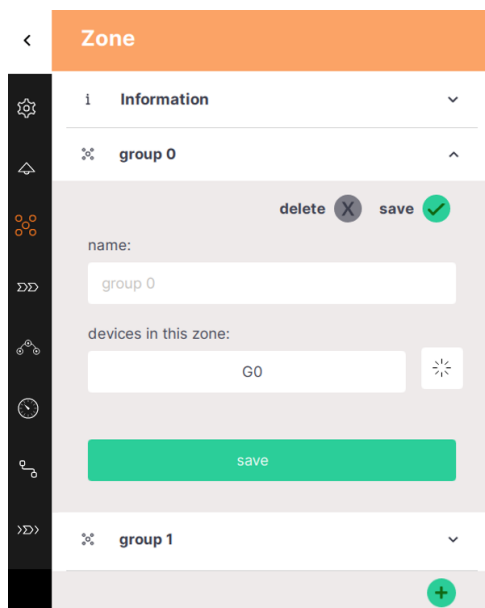 Zone
i Information
group 0
delete X save
name:
group 0
devices in this zone:
G0
save
group 1